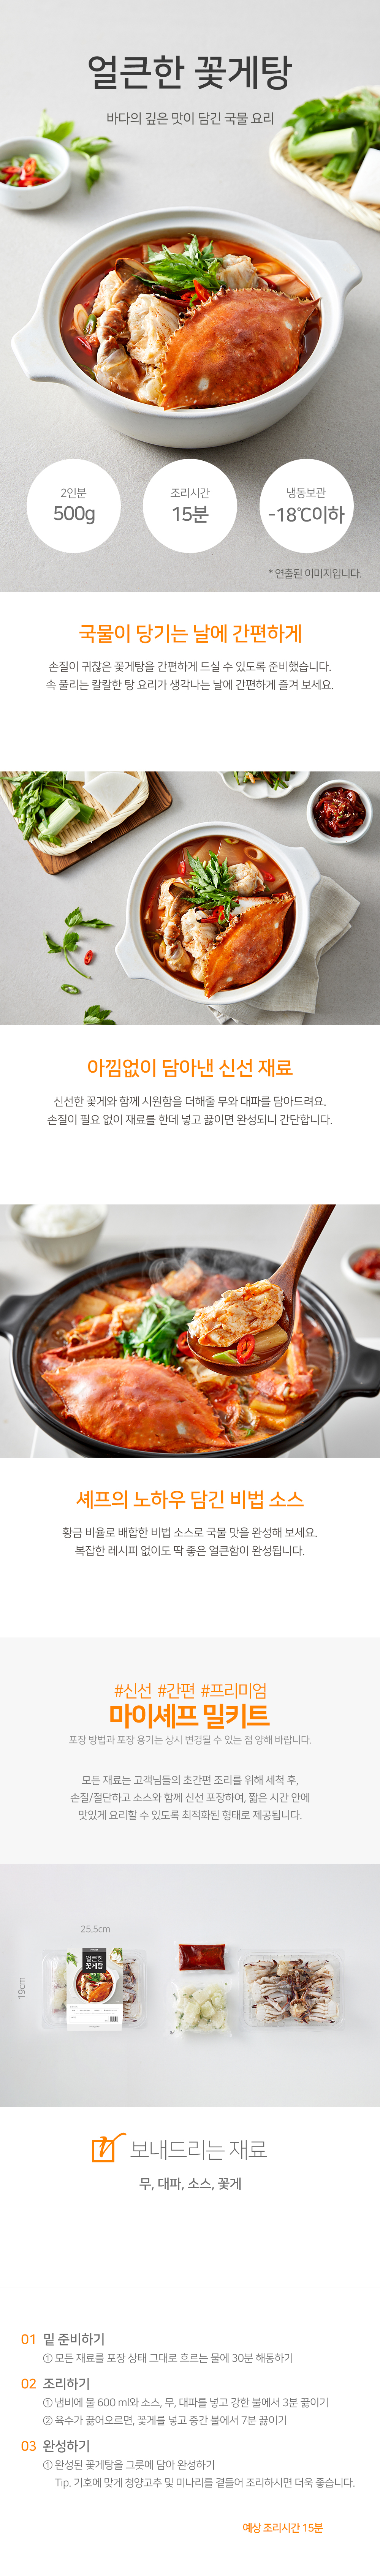 얼큰한 꽃게탕
바다의 깊은 맛이 담긴 국물 요리
2인분
500g
조리시간
15분
냉동보관
-18℃이하
* 연출된 이미지입니다.
국물이 당기는 날에 간편하게
손질이 귀찮은 꽃게탕을 간편하게 드실 수 있도록 준비했습니다.
속 풀리는 칼칼한 탕 요리가 생각나는 날에 간편하게 즐겨 보세요.
아낌없이 담아낸 신선 재료
신선한 꽃게와 함께 시원함을 더해줄 무와 대파를 담아드려요.
손질이 필요 없이 재료를 한데 넣고 끓이면 완성되니 간단합니다.
셰프의 노하우 담긴 비법 소스
황금 비율로 배합한 비법 소스로 국물 맛을 완성해 보세요.
복잡한 레시피 없이도 딱 좋은 얼큰함이 완성됩니다.
#신선 #간편 #프리미엄
마이셰프 밀키트
포장 방법과 포장 용기는 상시 변경될 수 있는 점 양해 바랍니다.
모든 재료는 고객님들의 초간편 조리를 위해 세척 후,
손질/절단하고 소스와 함께 신선 포장하여, 짧은 시간 안에
맛있게 요리할 수 있도록 최적화된 형태로 제공됩니다.
25.5cm
19cm
얼큰한
꽃게탕
보내드리는 재료
무, 대파, 소스, 꽃게
01 밑 준비하기
① 모든 재료를 포장 상태 그대로 흐르는 물에 30분 해동하기
02 조리하기
① 냄비에 물 600 ml와 소스, 무, 대파를 넣고 강한 불에서 3분 끓이기
② 육수가 끓어오르면, 꽃게를 넣고 중간 불에서 7분 끓이기
03 완성하기
① 완성된 꽃게탕을 그릇에 담아 완성하기
Tip. 기호에 맞게 청양고추 및 미나리를 곁들어 조리하시면 더욱 좋습니다.
예상 조리시간 15분